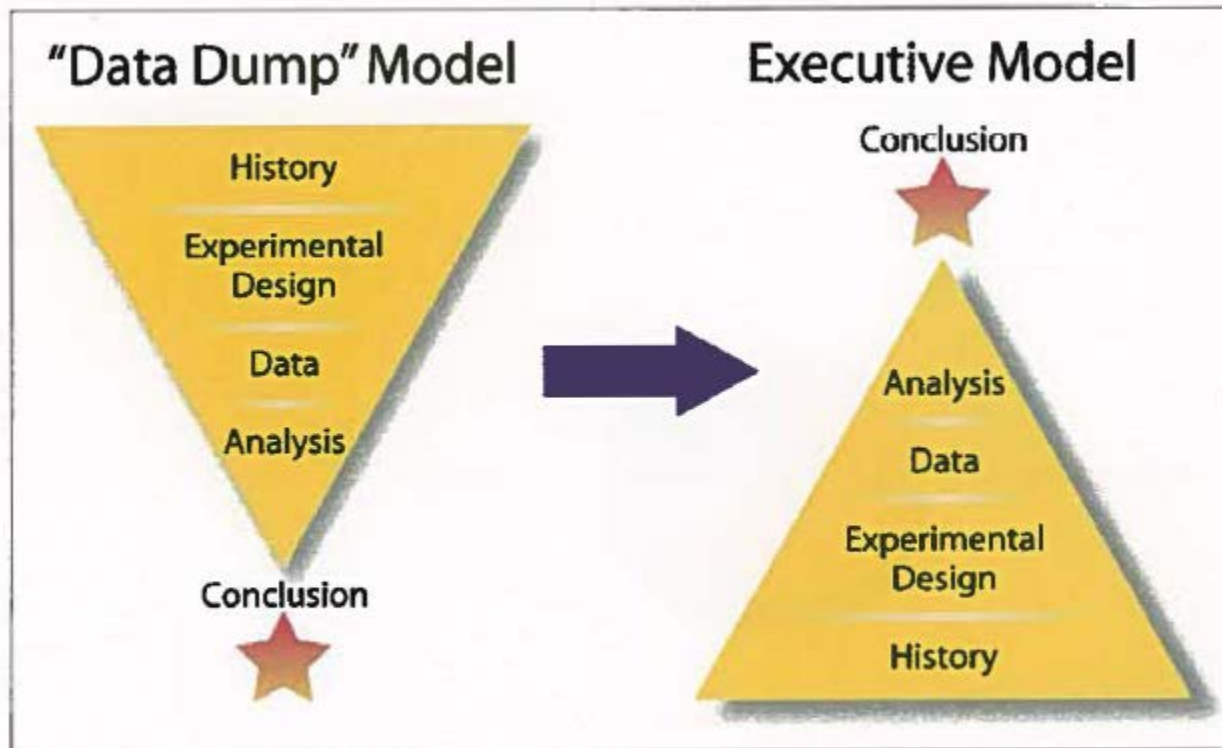 "Data Dump" Model
History
Experimental
Design
Data
Analysis
Conclusion
Executive Model
Conclusion
Analysis
Data
Experimental
Design
History